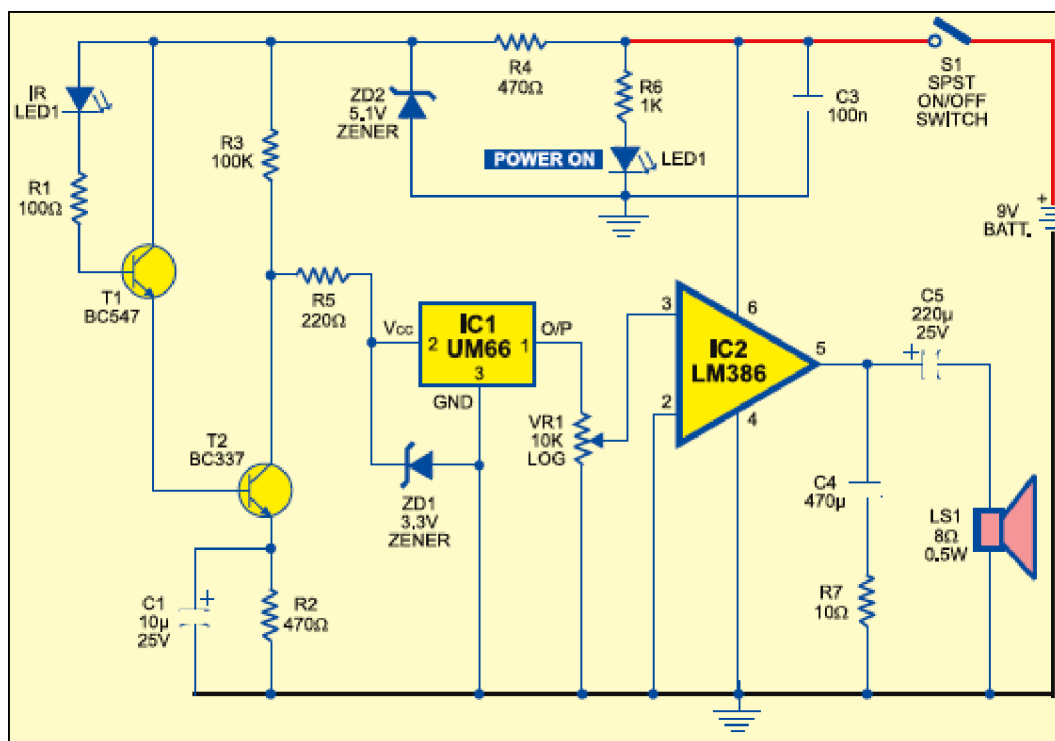 IR
LED1
R1
100Ω
T1
BC547
R3
100K
ZD2
5.1V
ZENER
R4
470Ω
R6
1K
POWER ON
LED1
C3
100n
S1
SPST
ON/OFF
SWITCH
+
9V
BATT.
R5
220Ω
VCC
2
IC1
UM66
1
3
O/P
GND
ZD1
3.3V
ZENER
VR1
10K
LOG
3
2
IC2
LM386
6
4
5
C5
220µ
25V
+
T2
BC337
C1
10µ
25V
+
R2
470Ω
C4
470µ
R7
10Ω
LS1
8Ω
0.5W